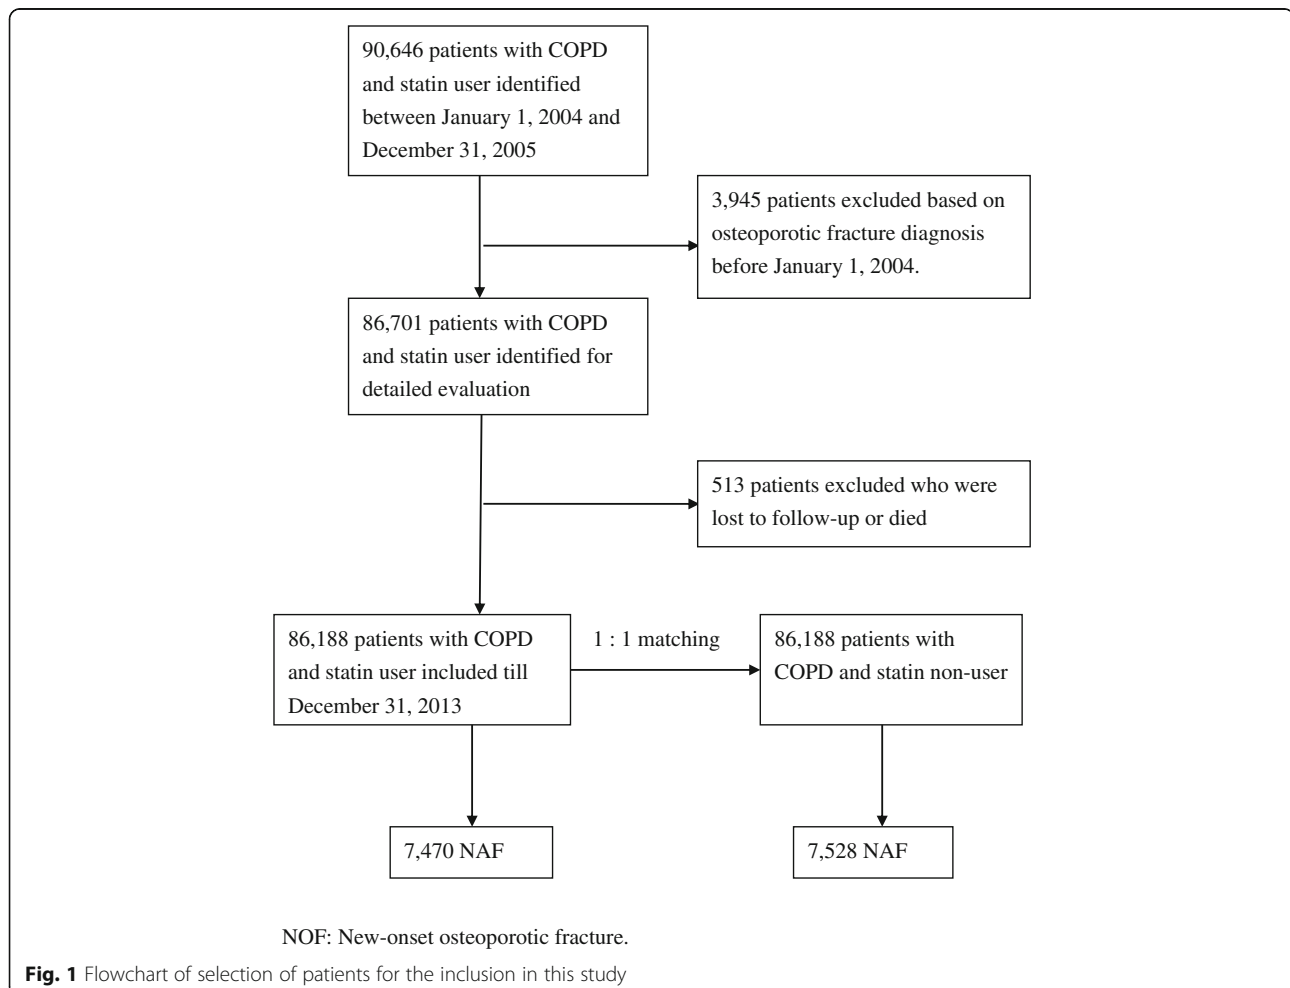 90,646 patients with COPD
and statin user identified
between January 1, 2004 and
December 31, 2005
3,945 patients excluded based on
osteoporotic fracture diagnosis
before January 1, 2004.
86,701 patients with COPD
and statin user identified for
detailed evaluation
513 patients excluded who were
lost to follow-up or died
86,188 patients with COPD
and statin user included till
December 31, 2013
1 : 1 matching
86,188 patients with
COPD and statin non-user
7,470 NAF
7,528 NAF
NOF: New-onset osteoporotic fracture.
Fig. 1 Flowchart of selection of patients for the inclusion in this study